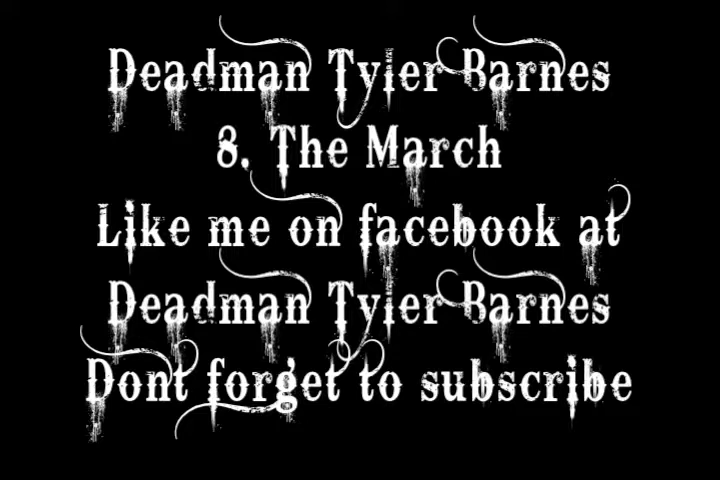 Deadman Tyler Barnes
8. The March
Like me on facebook at
Deadman Tyler Barnes
Dont forget to subscribe